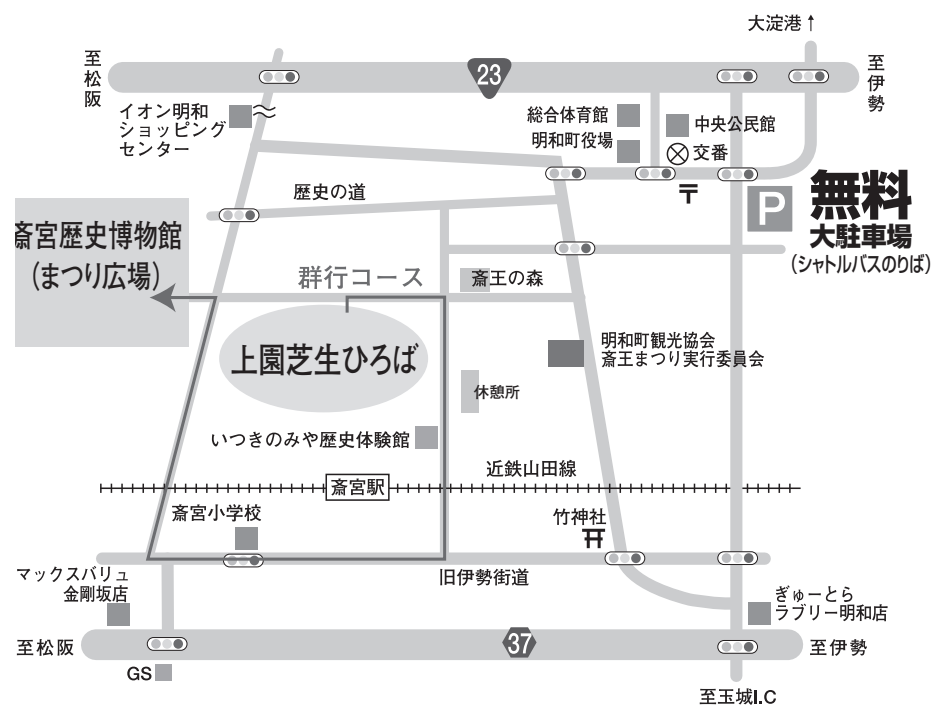 大淀港↑
至松阪
23
至伊勢
イオン明和
ショッピング
センター
総合体育館
明和町役場
中央公民館
交番
〒
P
無料
大駐車場
(シャトルバスのりば)
歴史の道
斎宮歴史博物館
(まつり広場)
群行コース
斎王の森
上園芝生ひろば
明和町観光協会
斎王まつり実行委員会
休憩所
いつきのみや歴史体験館
近鉄山田線
斎宮駅
斎宮小学校
竹神社
旧伊勢街道
マックスバリュ
金剛坂店
ぎゅーとら
ラブリー明和店
至松阪
37
至伊勢
GS
至玉城I.C